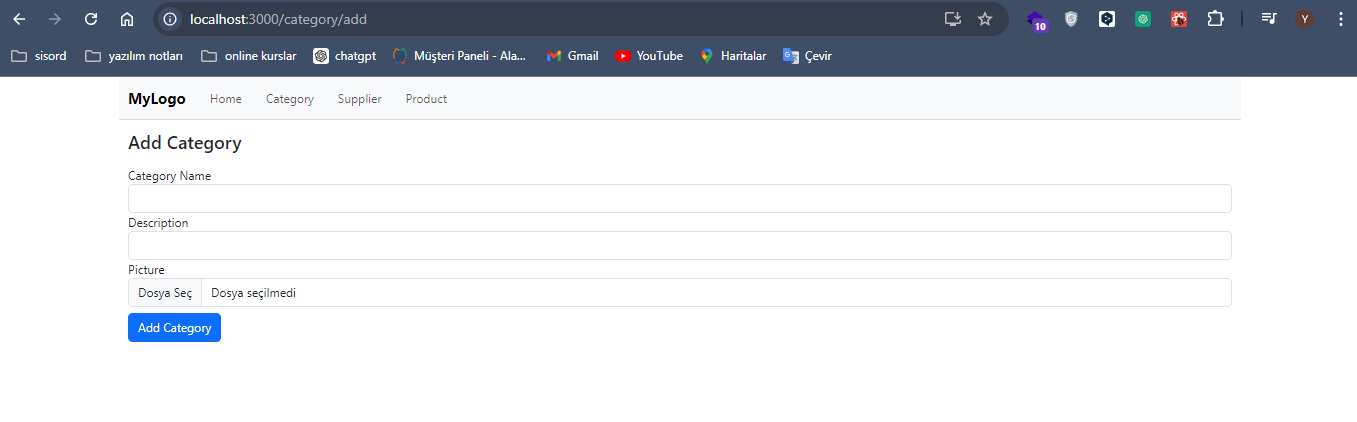 localhost:3000/category/add
10
Y
sisord yazılım notları online kurslar chatgpt Müşteri Paneli - Ala... Gmail YouTube Haritalar Çevir
MyLogo Home Category Supplier Product
Add Category
Category Name
Description
Picture
Dosya Seç Dosya seçilmedi
Add Category